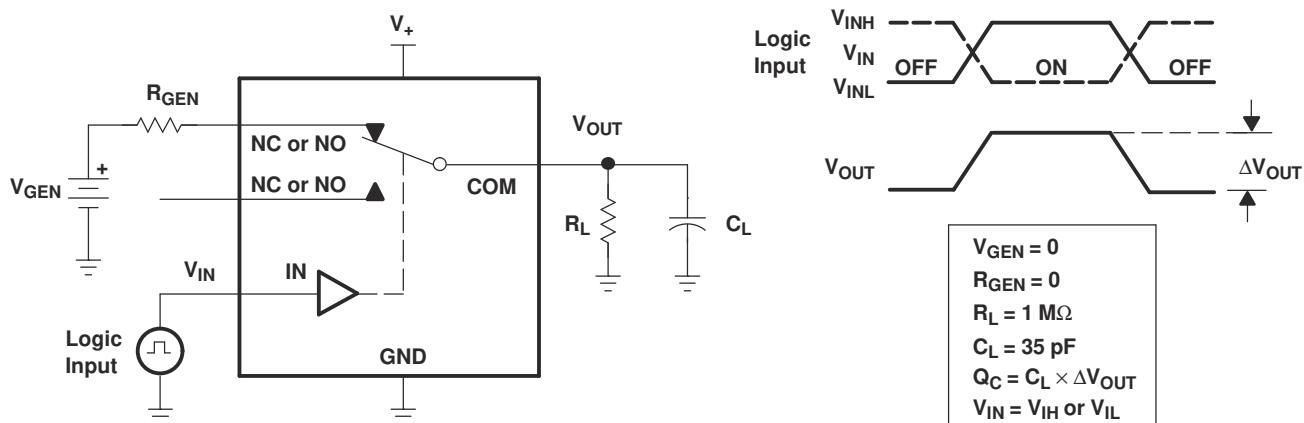 V+
RGEN
NC or NO
VOUT
VGEN
+
NC or NO
COM
RL
CL
VIN
IN
Logic
Input
GND
Logic
Input
VINH
VIN
VINL
OFF
ON
OFF
VOUT
ΔVOUT
VGEN = 0
RGEN = 0
RL = 1 MΩ
CL = 35 pF
QC = CL × ΔVOUT
VIN = VIH or VIL